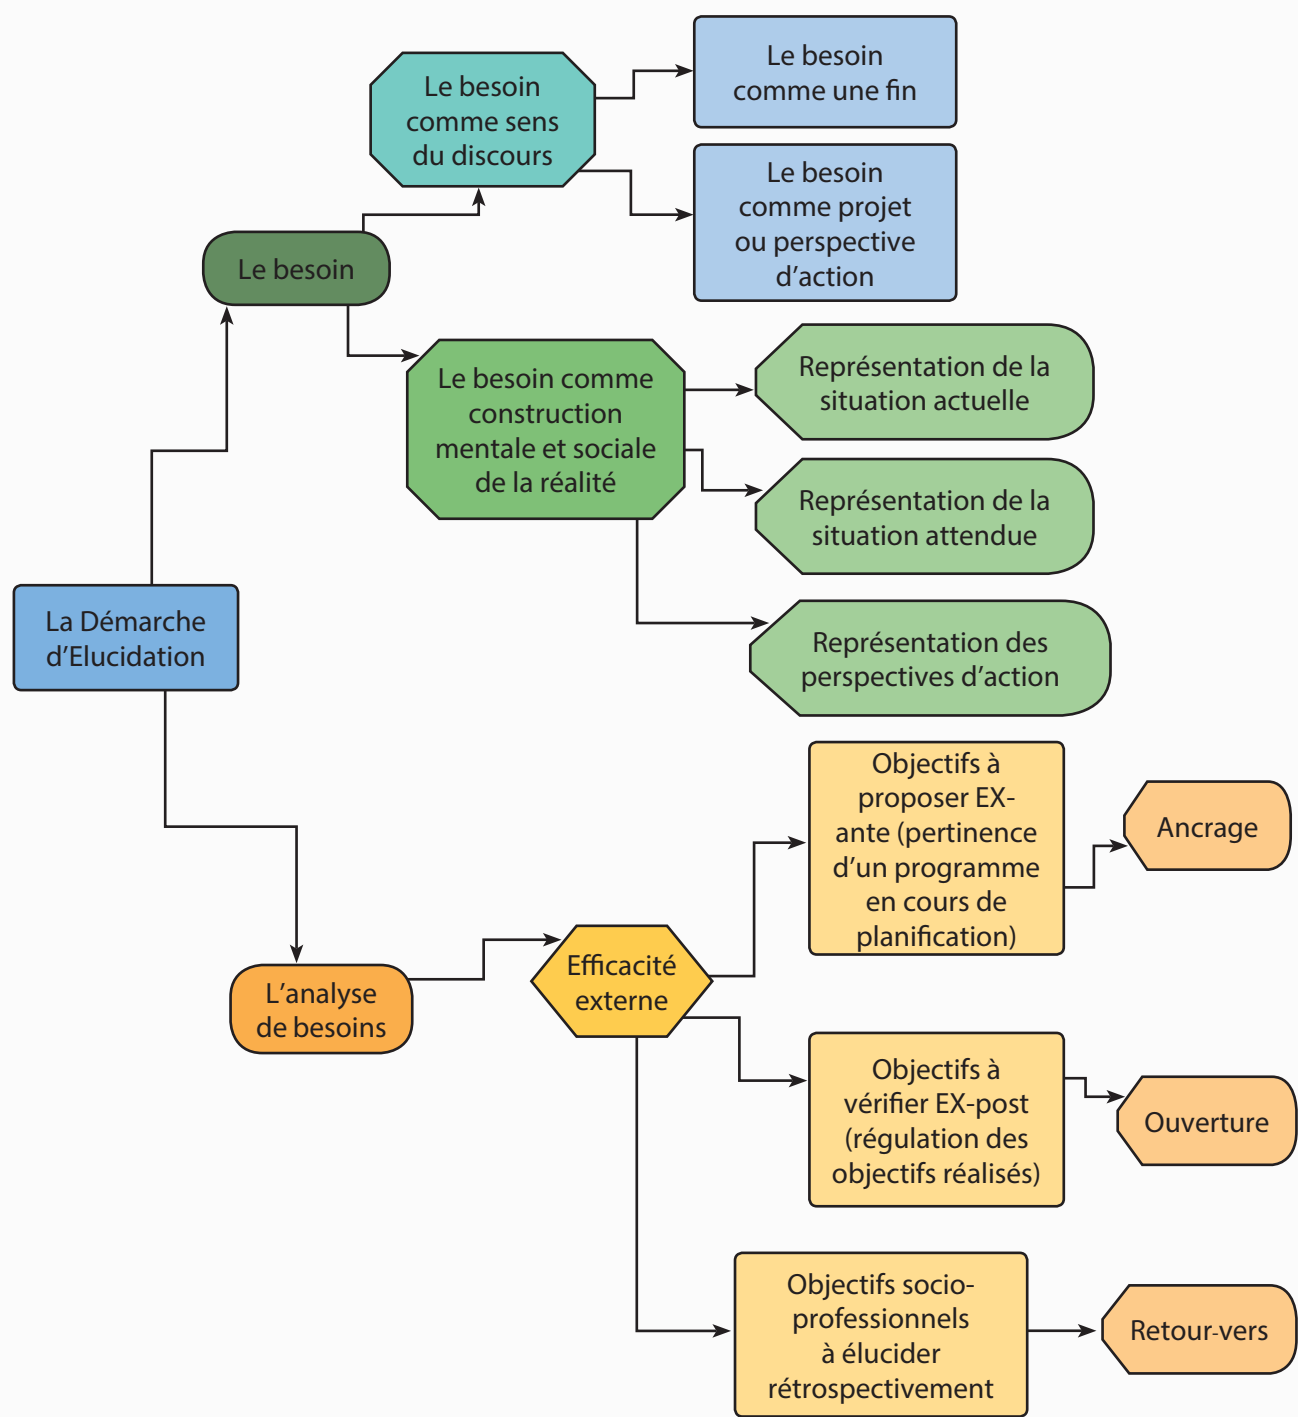 Le besoin
comme une fin
Le besoin
comme sens
du discours
Le besoin
comme projet
ou perspective
d'action
Le besoin
Représentation de la
situation actuelle
Le besoin comme
construction
mentale et sociale
de la réalité
Représentation de la
situation attendue
La Démarche
d'Elucidation
Représentation des
perspectives d'action
Objectifs à
proposer EX-
ante (pertinence
d'un programme
en cours de
planification)
Ancrage
Efficacité
externe
L'analyse
de besoins
Objectifs à
vérifier EX-post
(régulation des
objectifs réalisés)
Ouverture
Objectifs socio-
professionnels
à élucider
rétrospectivement
Retour-vers